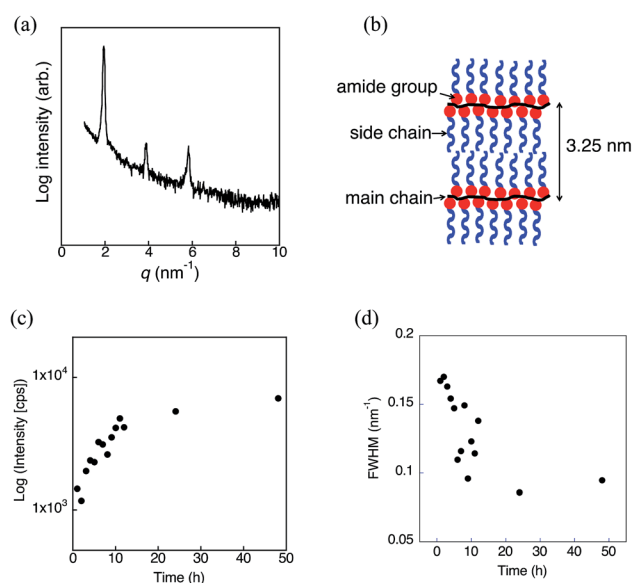 (a)
Log intensity (arb.)
0 2 4 6 8 10
q (nm⁻¹)
(b)
amide group
side chain
main chain
3.25 nm
(c)
Log (Intensity [cps])
1x10⁴
1x10³
0 10 20 30 40 50
Time (h)
(d)
FWHM (nm⁻¹)
0.2
0.15
0.1
0.05
0 10 20 30 40 50
Time (h)